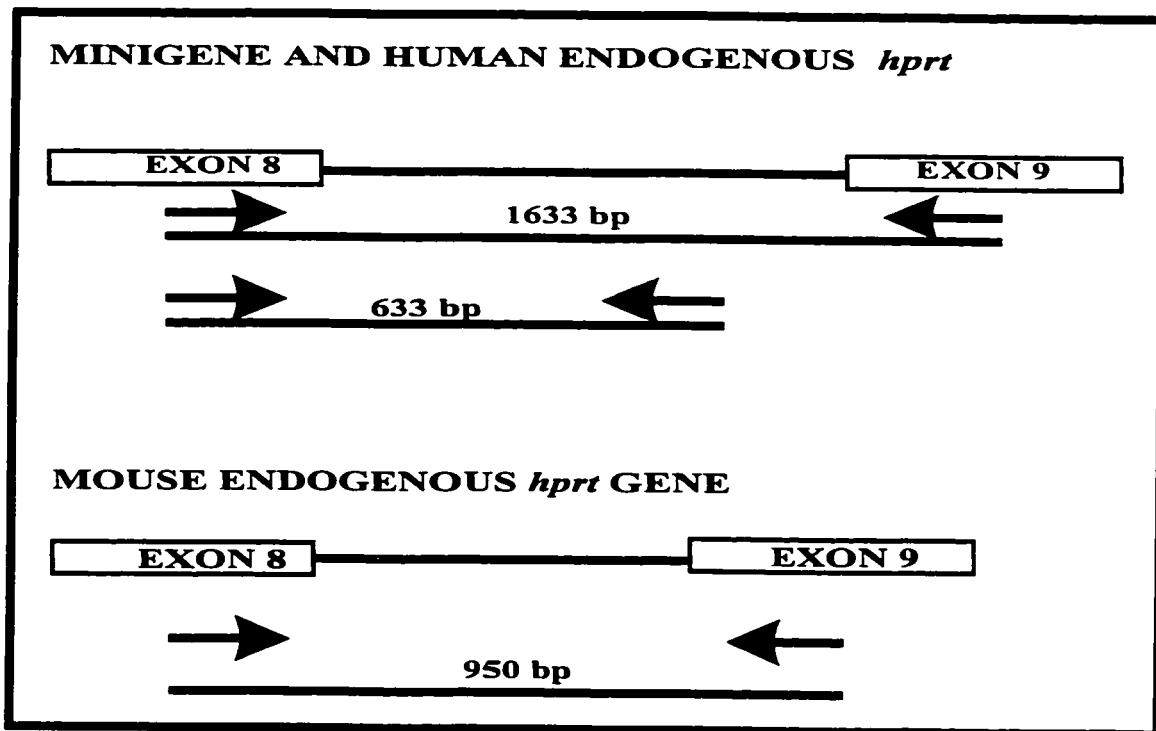 MINIGENE AND HUMAN ENDOGENOUS hprt
EXON 8
EXON 9
1633 bp
633 bp
MOUSE ENDOGENOUS hprt GENE
EXON 8
EXON 9
950 bp